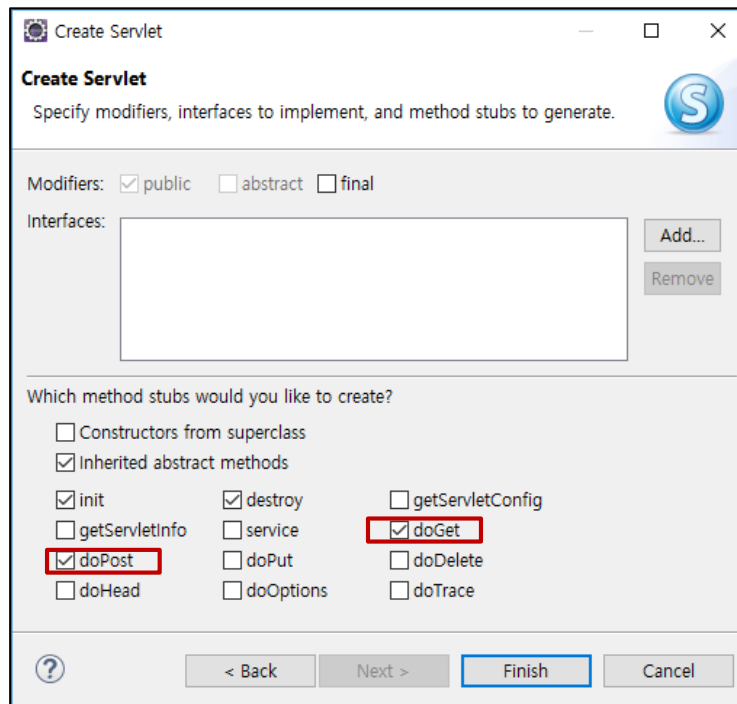 Create Servlet
Create Servlet
Specify modifiers, interfaces to implement, and method stubs to generate.
S
Modifiers: public abstract final
Interfaces:
Add...
Remove
Which method stubs would you like to create?
Constructors from superclass
Inherited abstract methods
init destroy getServletConfig
getServletInfo service doGet
doPost doPut doDelete
doHead doOptions doTrace
? < Back Next > Finish Cancel